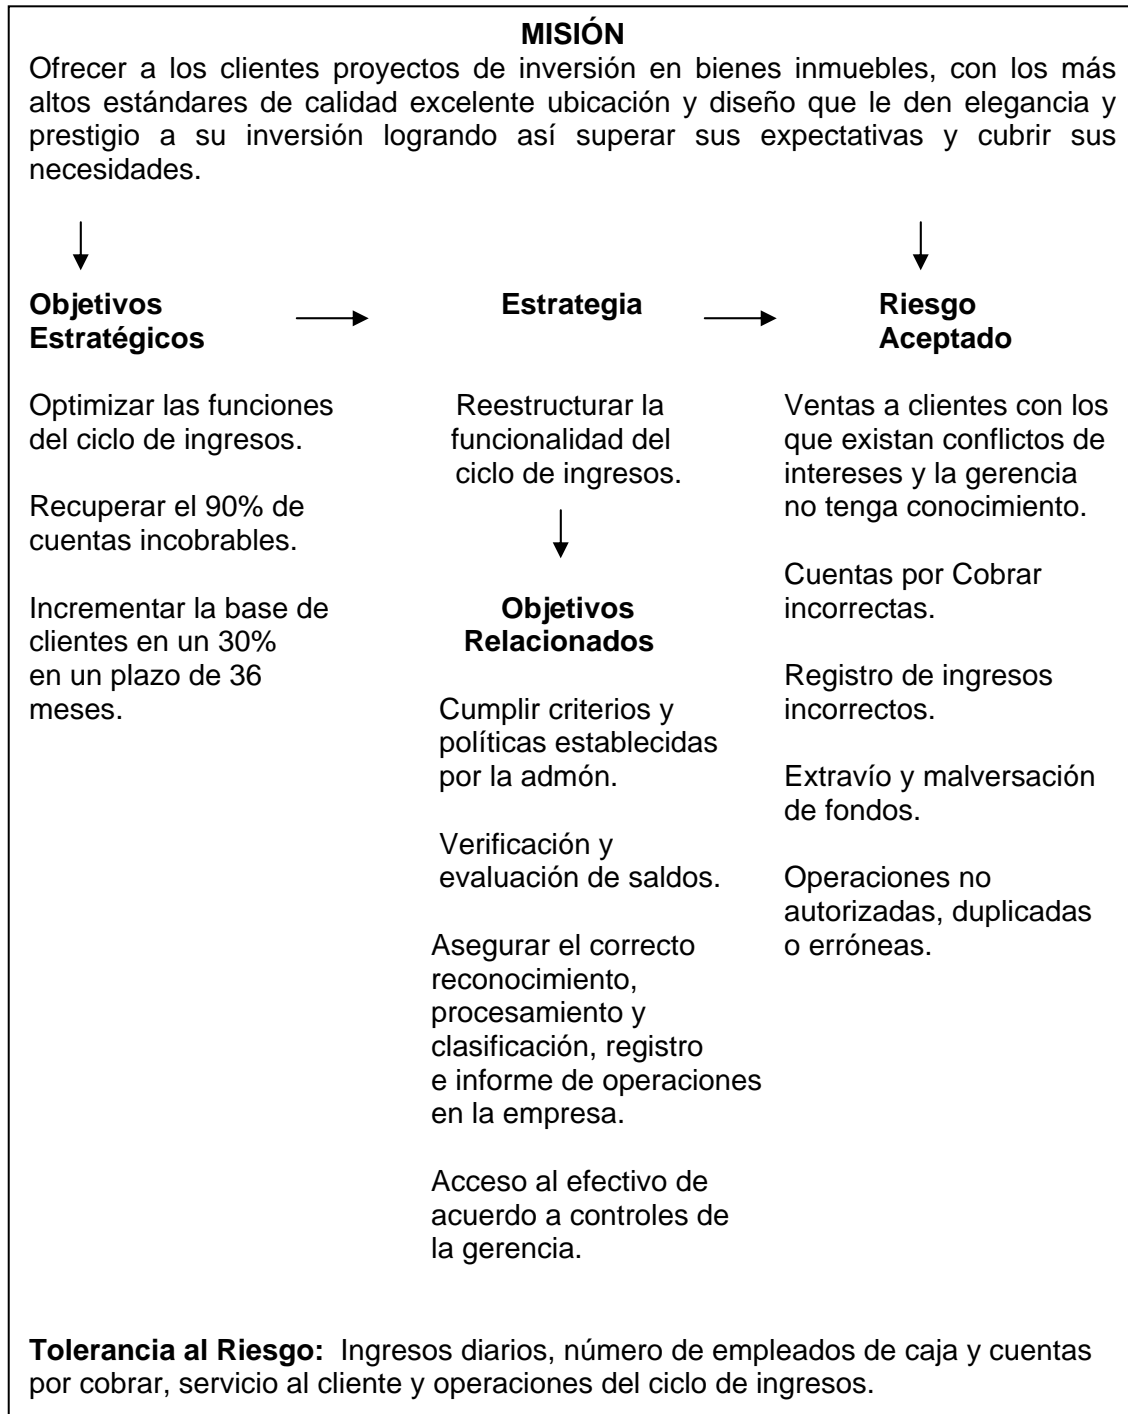 MISIÓN
Ofrecer a los clientes proyectos de inversión en bienes inmuebles, con los más
altos estándares de calidad excelente ubicación y diseño que le den elegancia y
prestigio a su inversión logrando así superar sus expectativas y cubrir sus
necesidades.
Objetivos
Estratégicos
Optimizar las funciones
del ciclo de ingresos.
Recuperar el 90% de
cuentas incobrables.
Incrementar la base de
clientes en un 30%
en un plazo de 36
meses.
Estrategia
Reestructurar la
funcionalidad del
ciclo de ingresos.
Objetivos
Relacionados
Cumplir criterios y
políticas establecidas
por la admón.
Verificación y
evaluación de saldos.
Asegurar el correcto
reconocimiento,
procesamiento y
clasificación, registro
e informe de operaciones
en la empresa.
Acceso al efectivo de
acuerdo a controles de
la gerencia.
Riesgo
Aceptado
Ventas a clientes con los
que existan conflictos de
intereses y la gerencia
no tenga conocimiento.
Cuentas por Cobrar
incorrectas.
Registro de ingresos
incorrectos.
Extravío y malversación
de fondos.
Operaciones no
autorizadas, duplicadas
o erróneas.
Tolerancia al Riesgo: Ingresos diarios, número de empleados de caja y cuentas
por cobrar, servicio al cliente y operaciones del ciclo de ingresos.